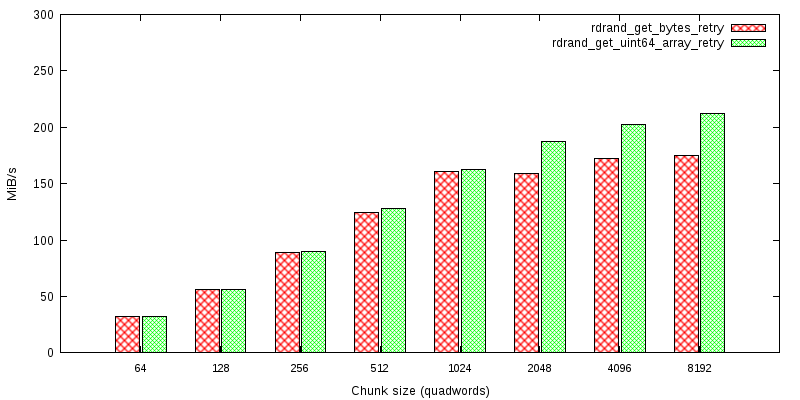 300
250
200
150
100
50
0
MiB/s
rdrand_get_bytes_retry
rdrand_get_uint64_array_retry
64 128 256 512 1024 2048 4096 8192
Chunk size (quadwords)